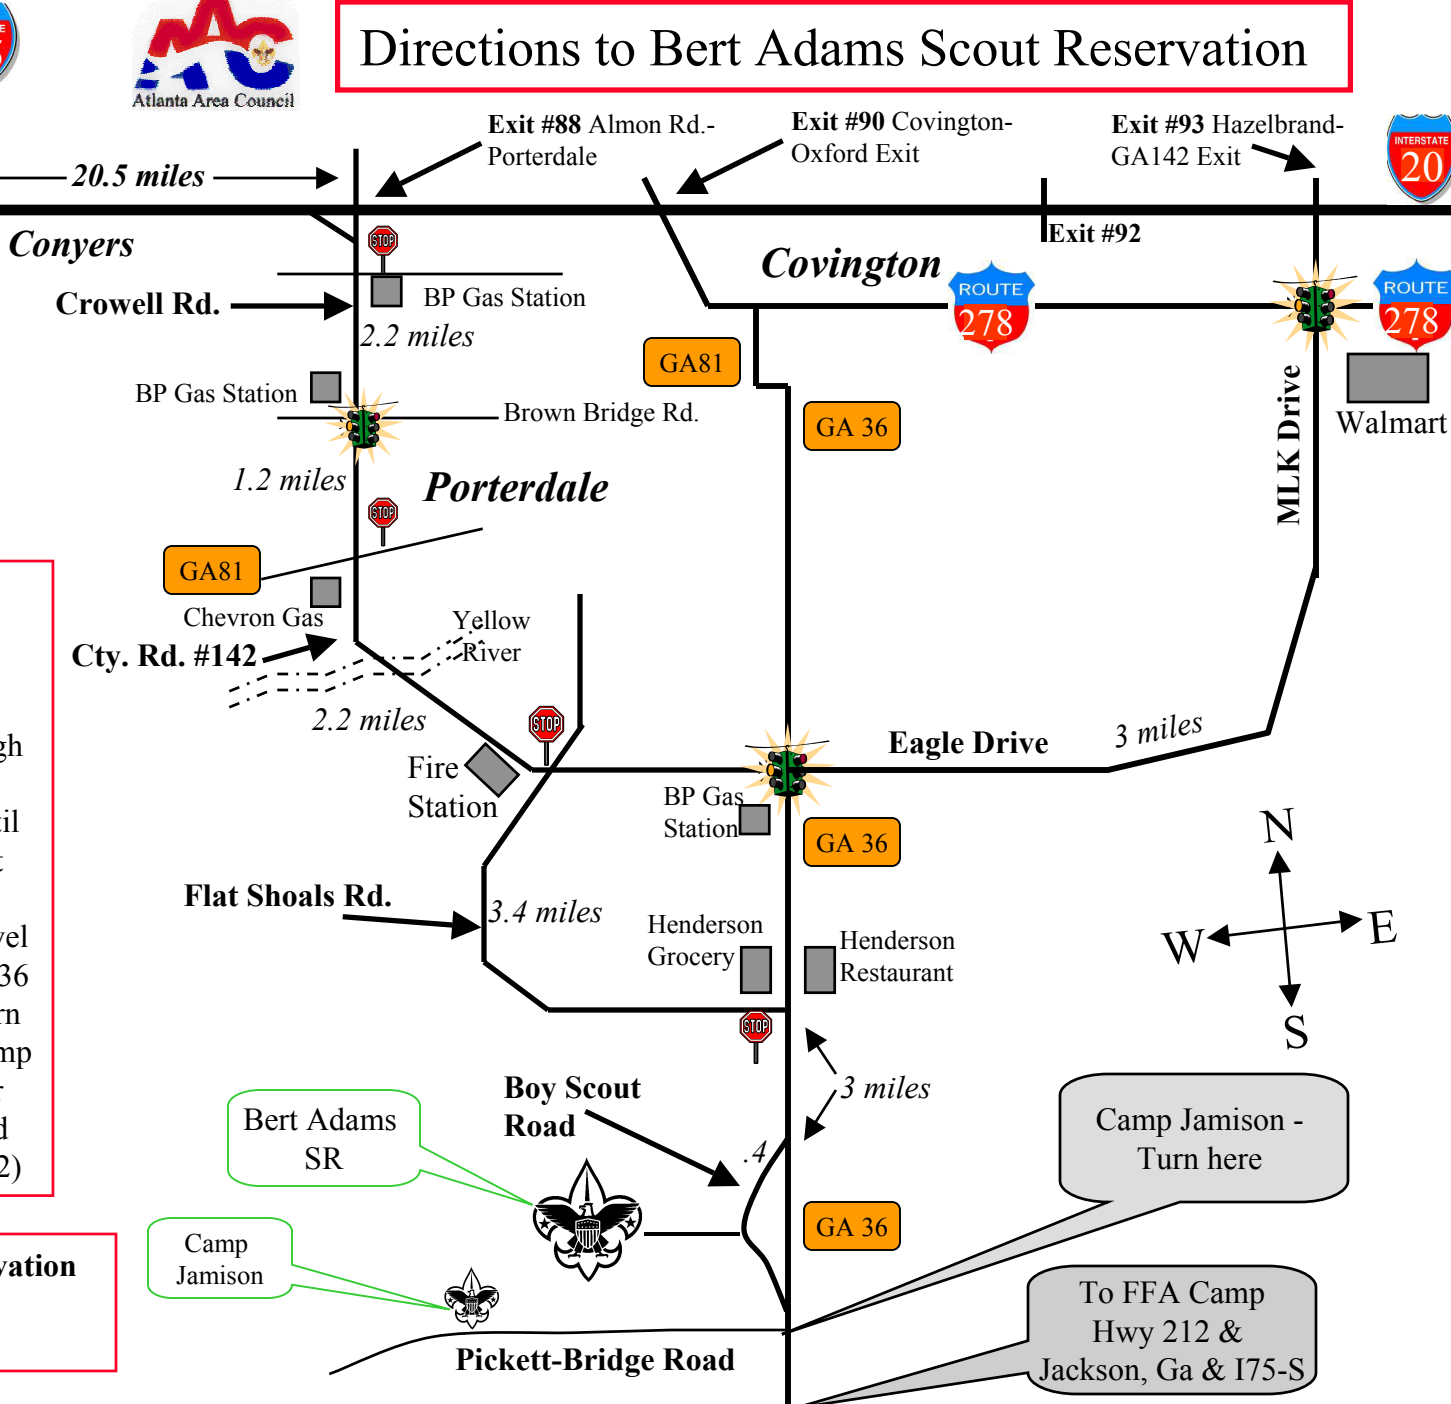 Directions to Bert Adams Scout Reservation
Atlanta Area Council
Exit #88 Almon Rd.-
Porterdale
Exit #90 Covington-
Oxford Exit
Exit #93 Hazelbrand-
GA142 Exit
INTERSTATE
20
20.5 miles
Exit #92
Conyers
STOP
Covington
ROUTE
278
ROUTE
278
Crowell Rd.
BP Gas Station
2.2 miles
GA81
BP Gas Station
Brown Bridge Rd.
GA 36
MLK Drive
Walmart
1.2 miles
Porterdale
STOP
GA81
Chevron Gas
Yellow
River
Cty. Rd. #142
2.2 miles
STOP
Eagle Drive
3 miles
Fire
Station
BP Gas
Station
GA 36
N
W
E
S
Flat Shoals Rd.
3.4 miles
Henderson
Grocery
Henderson
Restaurant
STOP
Boy Scout
Road
3 miles
.4
Bert Adams
SR
Camp Jamison -
Turn here
GA 36
Camp
Jamison
Pickett-Bridge Road
To FFA Camp
Hwy 212 &
Jackson, Ga & I75-S
36
2)